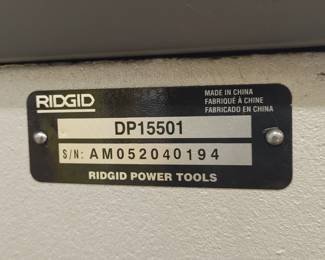 RIDGID
MADE IN CHINA
FABRIQUÉ À CHINE
FABRICADO EN CHINA
DP15501
S/N: AM052040194
RIDGID POWER TOOLS